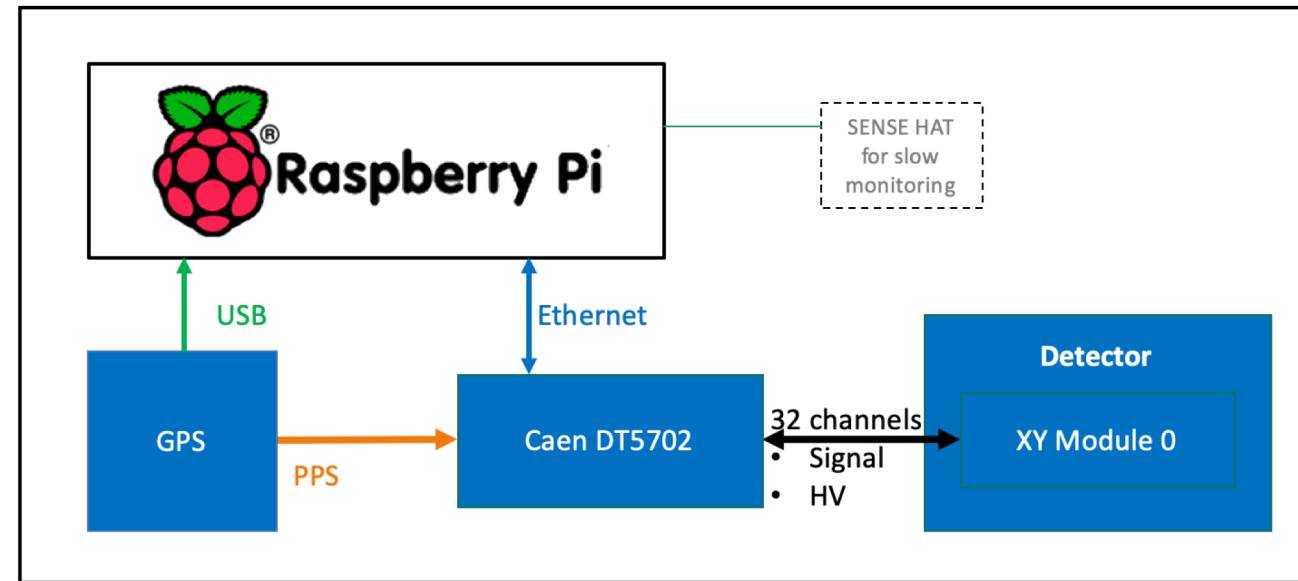 ®
Raspberry Pi
SENSE HAT
for slow
monitoring
USB
Ethernet
Detector
GPS
PPS
Caen DT5702
32 channels
• Signal
• HV
XY Module 0